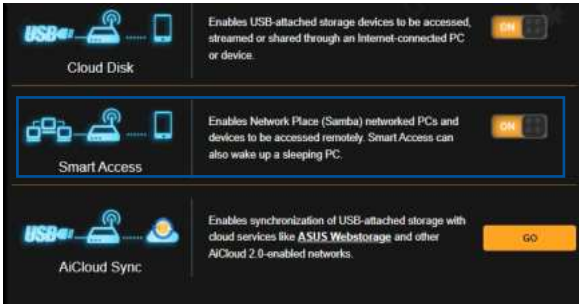 Enables USB-attached storage devices to be accessed,
USB streamed or shared through an Internet-connected PC ON
or device.
Cloud Disk
Enables Network Place (Samba) networked PCs and
devices to be accessed remotely. Smart Access can ON
also wake up a sleeping PC.
Smart Access
Enables synchronization of USB-attached storage with
USB cloud services like ASUS Webstorage and other GO
AiCloud 2.0-enabled networks.
AiCloud Sync